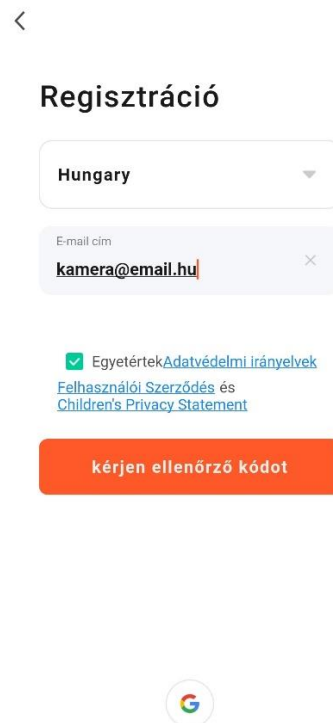 Regisztráció
Hungary
E-mail cím
kamera@email.hu
EgyetértekAdatvédelmi irányelvek
Felhasználói Szerződés és
Children's Privacy Statement
kérjen ellenőrző kódot